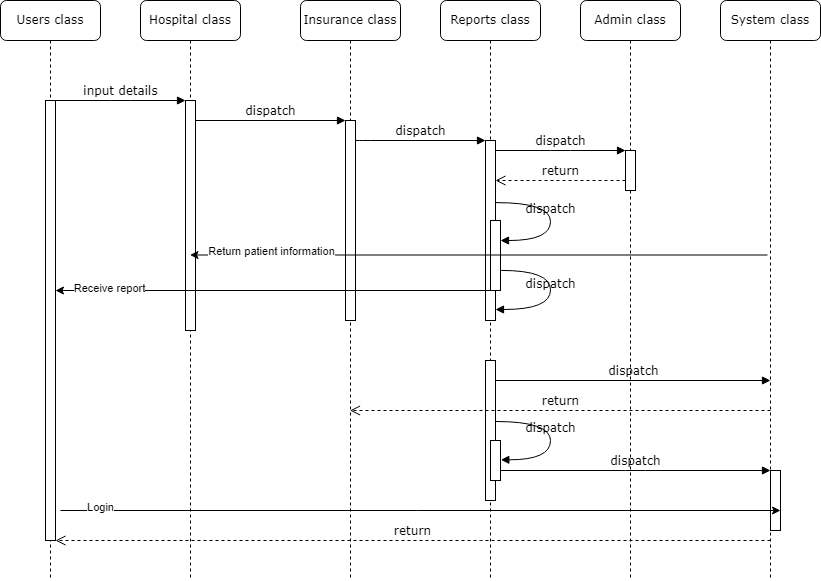 Users class
Hospital class
Insurance class
Reports class
Admin class
System class
input details
dispatch
dispatch
dispatch
return
dispatch
Return patient information
dispatch
Receive report
dispatch
return
dispatch
dispatch
Login
return